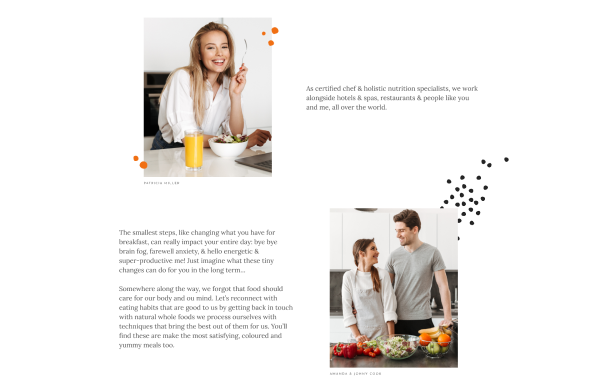 As certified chef & holistic nutrition specialists, we work
alongside hotels & spas, restaurants & people like you
and me, all over the world.
PATRICIA MILLER
The smallest steps, like changing what you have for
breakfast, can really impact your entire day: bye bye
brain fog, farewell anxiety, & hello energetic &
super-productive me! Just imagine what these tiny
changes can do for you in the long term...
Somewhere along the way, we forgot that food should
care for our body and ou mind. Let's reconnect with
eating habits that are good to us by getting back in touch
with natural whole foods we process ourselves with
techniques that bring the best out of them for us. You'll
find these are make the most satisfying, coloured and
yummy meals too.
AMANDA & LENNY COOK